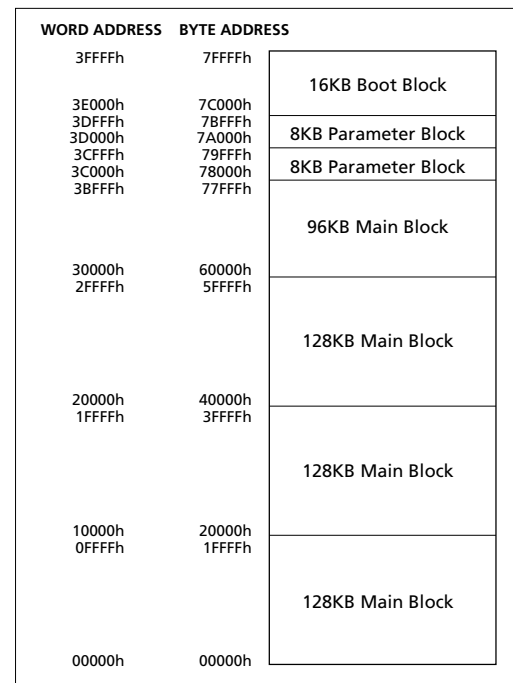 WORD ADDRESS BYTE ADDRESS
3FFFFh 7FFFFh
16KB Boot Block
3E000h 7C000h
3DFFFh 7BFFFh
8KB Parameter Block
3D000h 7A000h
3CFFFh 79FFFh
8KB Parameter Block
3C000h 78000h
3BFFFh 77FFFh
96KB Main Block
30000h 60000h
2FFFFh 5FFFFh
128KB Main Block
20000h 40000h
1FFFFh 3FFFFh
128KB Main Block
10000h 20000h
0FFFFh 1FFFFh
128KB Main Block
00000h 00000h